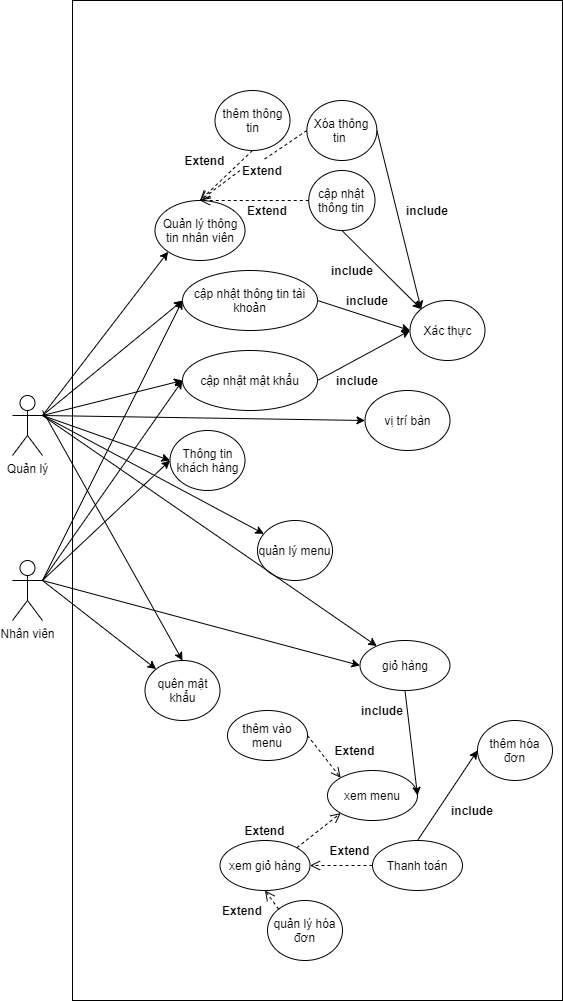 thêm thông
tin
Xóa thông
tin
Extend
Extend
cập nhật
thông tin
Extend
include
Quản lý thông
tin nhân viên
include
cập nhật thông tin tài
khoản
include
Xác thực
cập nhật mật khẩu
include
vị trí bàn
Quản lý
Thông tin
khách hàng
quản lý menu
Nhân viên
giỏ hàng
quên mật
khẩu
include
thêm vào
menu
Extend
thêm hóa
đơn
xem menu
include
Extend
Extend
xem giỏ hàng
Thanh toán
Extend
quản lý hóa
đơn